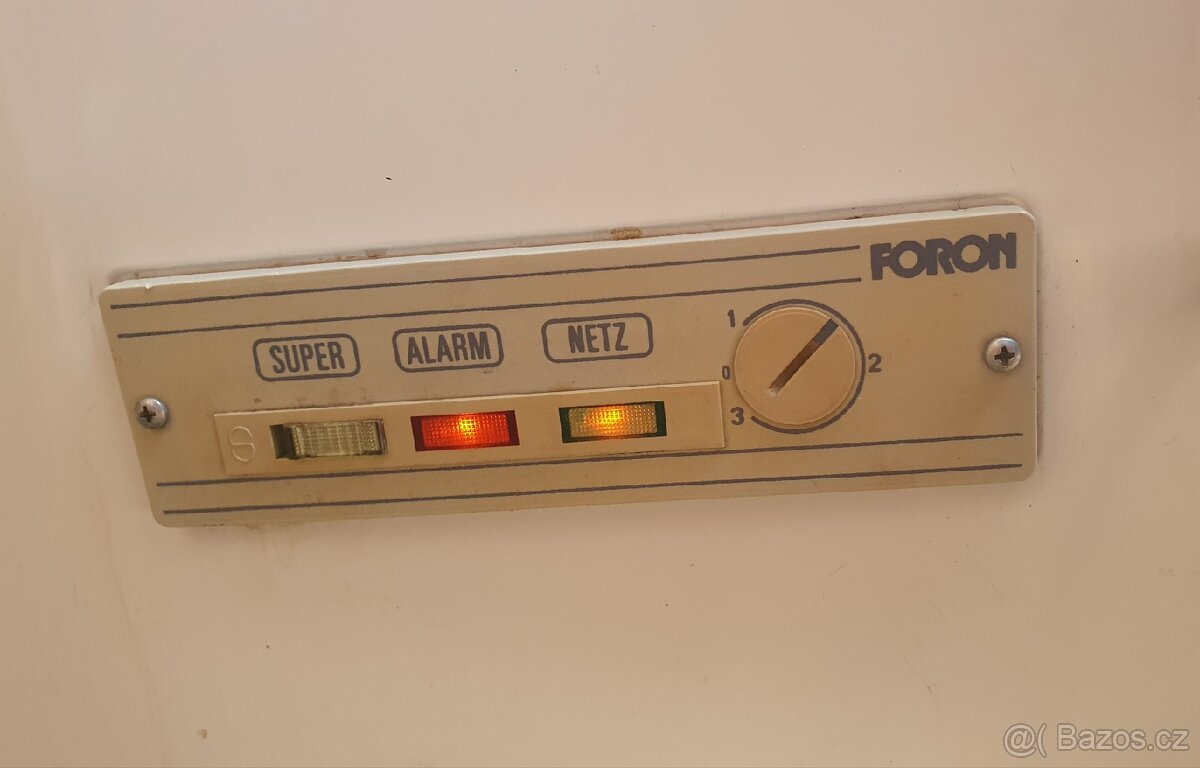 FORON
SUPER ALARM NETZ
1
0
2
3
S
@( Bazos.cz